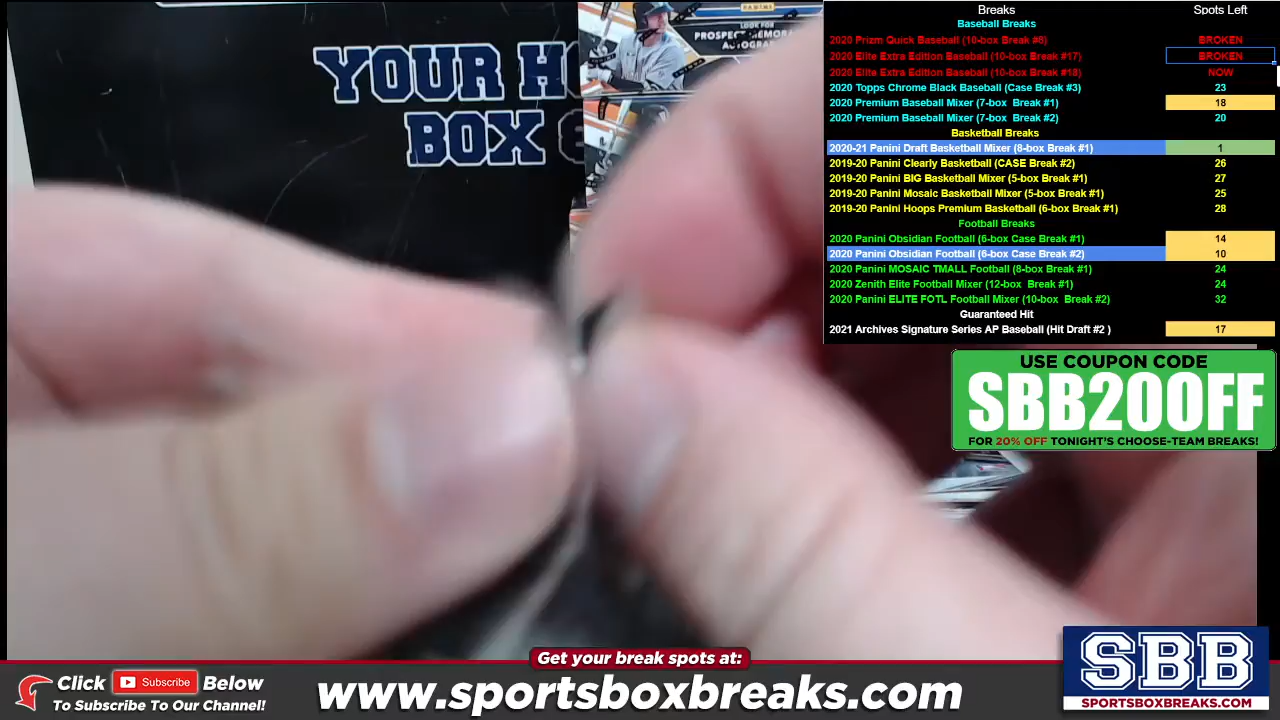 Breaks Spots Left
Baseball Breaks
2020 Prizm Quick Baseball (10-box Break #6) BROKEN
2020 Elite Extra Edition Baseball (10-box Break #17) BROKEN
2020 Elite Extra Edition Baseball (10-box Break #18) NOW
2020 Topps Chrome Black Baseball (Case Break #3) 23
2020 Premium Baseball Mixer (7-box Break #1) 18
2020 Premium Baseball Mixer (7-box Break #2) 20
Basketball Breaks
2020-21 Panini Draft Basketball Mixer (8-box Break #1) 1
2019-20 Panini Clearly Basketball (CASE Break #2) 26
2019-20 Panini BIG Basketball Mixer (5-box Break #1) 27
2019-20 Panini Mosaic Basketball Mixer (5-box Break #1) 25
2019-20 Panini Hoops Premium Basketball (6-box Break #1) 28
Football Breaks
2020 Panini Obsidian Football (6-box Case Break #1) 14
2020 Panini Obsidian Football (6-box Case Break #2) 10
2020 Panini MOSAIC TMALL Football (8-box Break #1) 24
2020 Zenith Elite Football Mixer (12-box Break #1) 24
2020 Panini ELITE FOTL Football Mixer (10-box Break #2) 32
Guaranteed Hit
2021 Archives Signature Series AP Baseball (Hit Draft #2 ) 17
PANINI
LOOK FOR
YOUR
BOX
USE COUPON CODE
SBB20OFF
FOR 20% OFF TONIGHT'S CHOOSE-TEAM BREAKS!
Get your break spots at:
www.sportsboxbreaks.com
Click Subscribe Below
To Subscribe To Our Channel!
SBB
SPORTSBOXBREAKS.COM